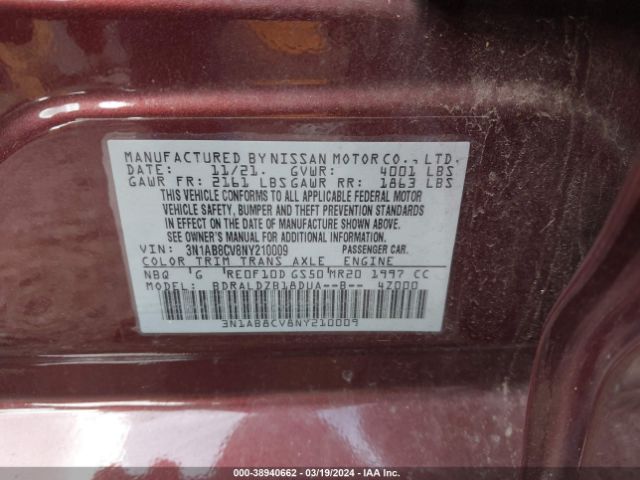 MANUFACTURED BY NISSAN MOTOR CO., LTD.
DATE: 11/21. GVWR: 4001 LBS
GAWR FR: 2161 LBS GAWR RR: 1863 LBS
THIS VEHICLE CONFORMS TO ALL APPLICABLE FEDERAL MOTOR
VEHICLE SAFETY, BUMPER AND THEFT PREVENTION STANDARDS
IN EFFECT ON DATE OF MANUFACTURE SHOWN ABOVE.
SEE OWNER'S MANUAL FOR ADDITIONAL INFORMATION.
VIN: 3N1AB8CV8NY210009 PASSENGER CAR.
COLOR TRIM TRANS AXLE ENGINE
NBQ G RE0F10D GS50 MR20 1997 CC
MODEL: BDRALDZB18DUA--B-- 4Z000
3N1AB8CV8NY210009
000-38940662 — 03/19/2024 — IAA Inc.